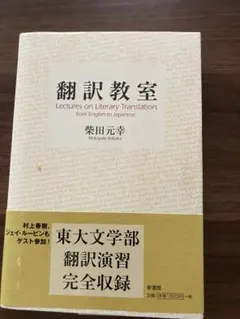 翻訳教室
Lectures on Literary Translation,
from English to Japanese
柴田元幸
Motoyuki Shibata
村上春樹、
ジェイ・ルービンも
ゲスト参加!
東大文学部
翻訳演習
完全収録
新書館